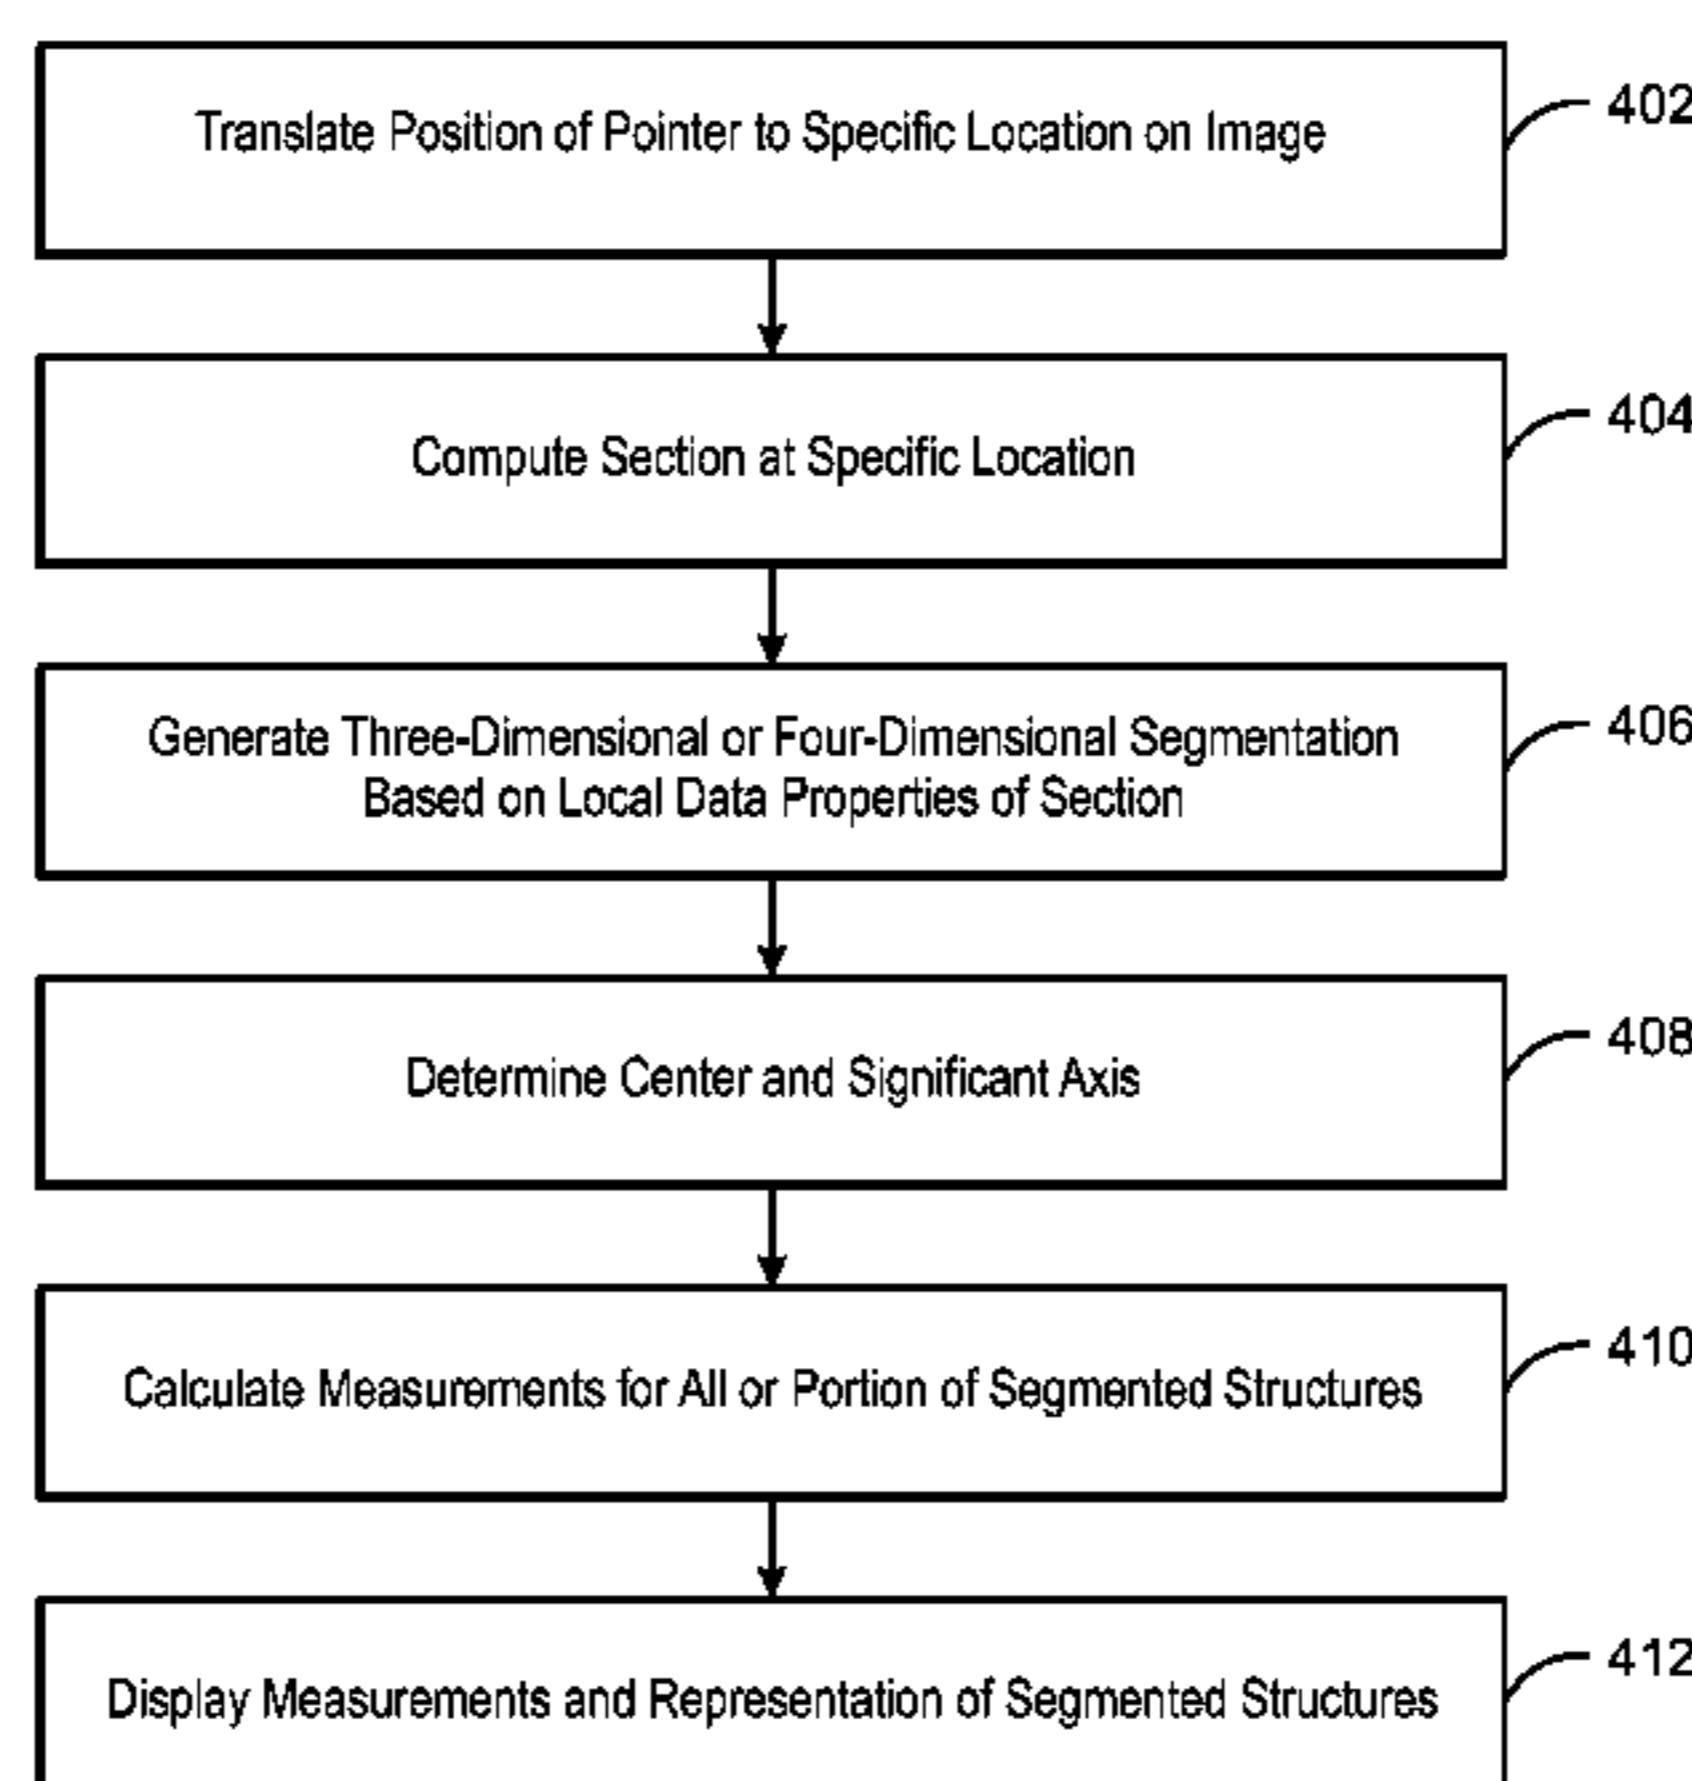 Translate Position of Pointer to Specific Location on Image
402
Compute Section at Specific Location
404
Generate Three-Dimensional or Four-Dimensional Segmentation
Based on Local Data Properties of Section
406
Determine Center and Significant Axis
408
Calculate Measurements for All or Portion of Segmented Structures
410
Display Measurements and Representation of Segmented Structures
412